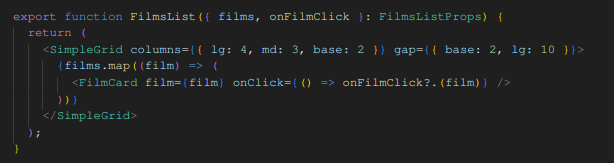 export function FilmsList({ films, onFilmClick }: FilmsListProps) {
  return (
    <SimpleGrid columns={{ lg: 4, md: 3, base: 2 }} gap={{ base: 2, lg: 10 }}>
      {films.map((film) => (
        <FilmCard film={film} onClick={() => onFilmClick?.(film)} />
      ))}
    </SimpleGrid>
  );
}